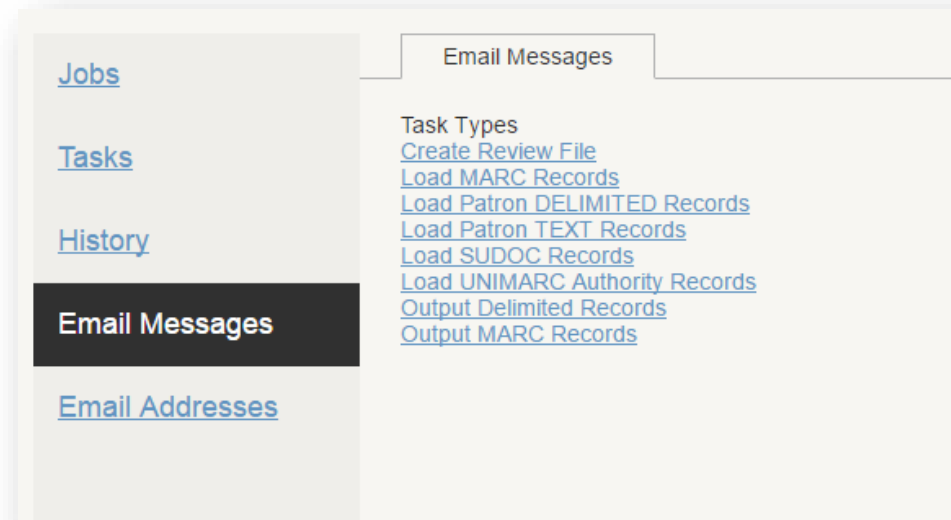 Jobs
Tasks
History
Email Messages
Email Addresses
Email Messages
Task Types
Create Review File
Load MARC Records
Load Patron DELIMITED Records
Load Patron TEXT Records
Load SUDOC Records
Load UNIMARC Authority Records
Output Delimited Records
Output MARC Records